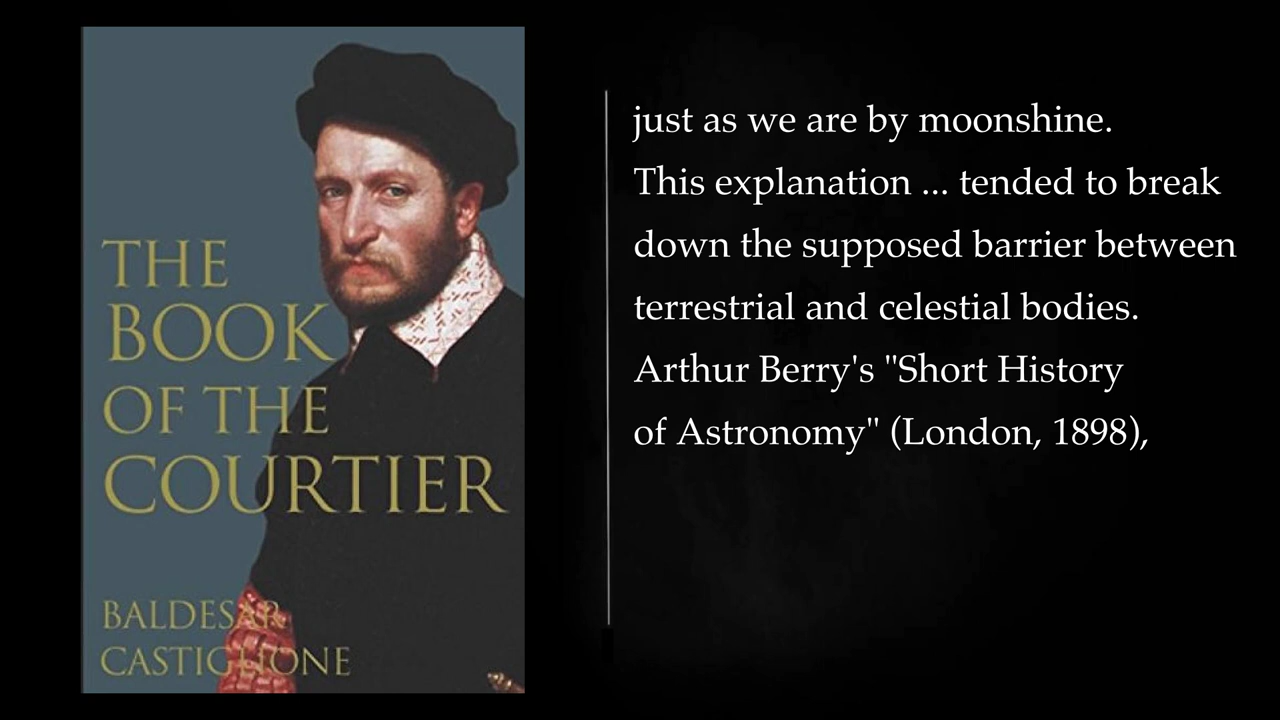 THE
BOOK
OF THE
COURTIER
BALDESAR
CASTIGLIONE
just as we are by moonshine.
This explanation ... tended to break
down the supposed barrier between
terrestrial and celestial bodies.
Arthur Berry's "Short History
of Astronomy" (London, 1898),